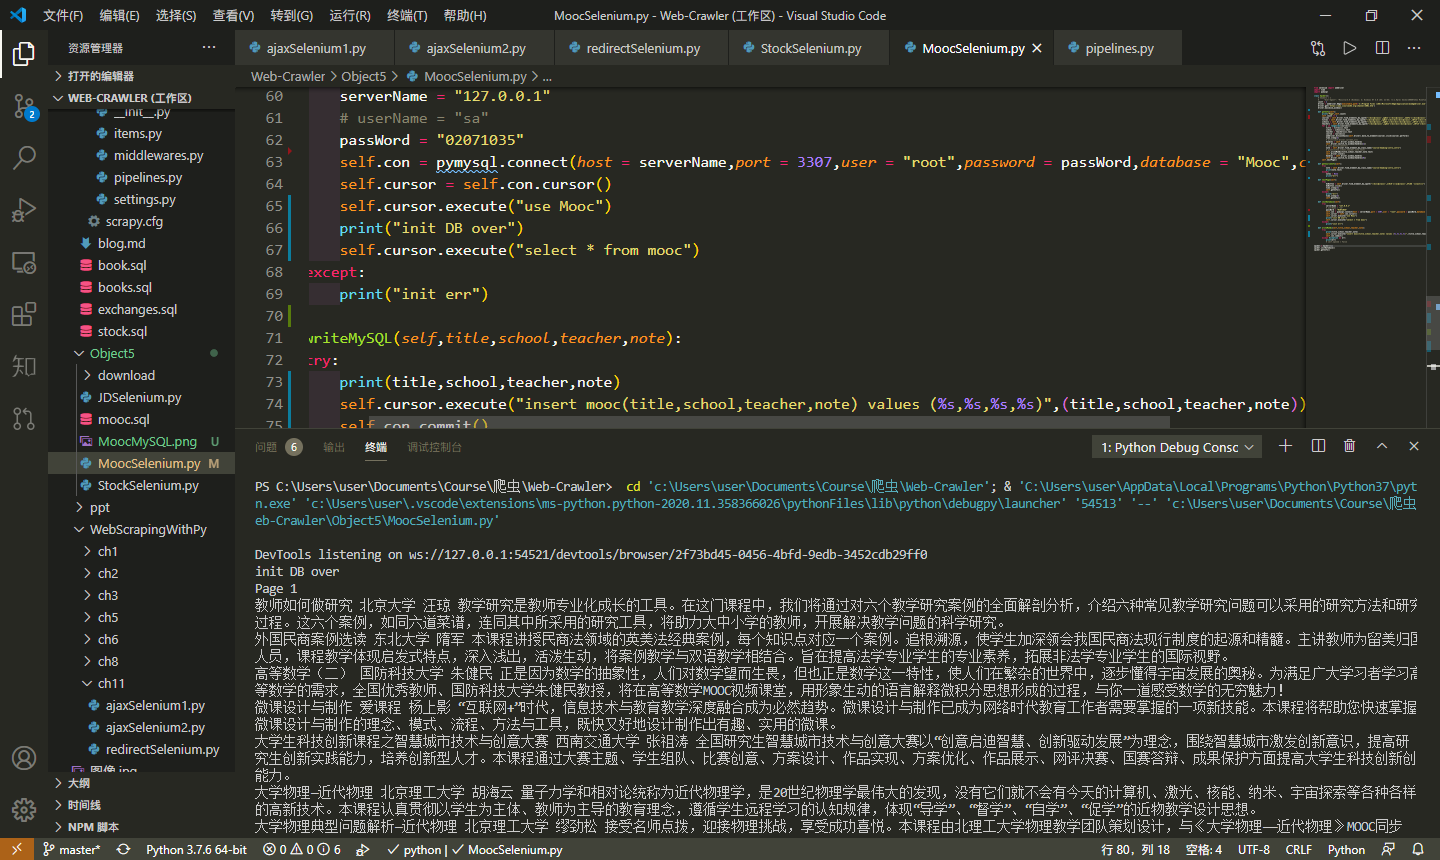 文件(F) 编辑(E) 选择(S) 查看(V) 转到(G) 运行(R) 终端(T) 帮助(H) MoocSelenium.py - Web-Crawler (工作区) - Visual Studio Code
资源管理器
ajaxSelenium1.py ajaxSelenium2.py redirectSelenium.py StockSelenium.py MoocSelenium.py pipelines.py
打开的编辑器
WEB-CRAWLER (工作区)
__init__.py
items.py
middlewares.py
pipelines.py
settings.py
scrapy.cfg
blog.md
book.sql
books.sql
exchanges.sql
stock.sql
Object5
download
JDSelenium.py
mooc.sql
MoocMySQL.png U
MoocSelenium.py M
StockSelenium.py
ppt
WebScrapingWithPy
ch1
ch2
ch3
ch5
ch6
ch8
ch11
ajaxSelenium1.py
ajaxSelenium2.py
redirectSelenium.py
图像.jpg
大纲
时间线
NPM 脚本
2
知
Web-Crawler > Object5 > MoocSelenium.py > ...
60 serverName = "127.0.0.1"
61 # userName = "sa"
62 passWord = "02071035"
63 self.con = pymysql.connect(host = serverName,port = 3307,user = "root",password = passWord,database = "Mooc",c
64 self.cursor = self.con.cursor()
65 self.cursor.execute("use Mooc")
66 print("init DB over")
67 self.cursor.execute("select * from mooc")
68 except:
69 print("init err")
70
71 writeMySQL(self,title,school,teacher,note):
72 try:
73 print(title,school,teacher,note)
74 self.cursor.execute("insert mooc(title,school,teacher,note) values (%s,%s,%s,%s)",(title,school,teacher,note))
75 self.con.commit()
问题 6 输出 终端 调试控制台 1: Python Debug Consc
PS C:\Users\user\Documents\Course\爬虫\Web-Crawler> cd 'c:\Users\user\Documents\Course\爬虫\Web-Crawler'; & 'C:\Users\user\AppData\Local\Programs\Python\Python37\pyt
n.exe' 'c:\Users\user\.vscode\extensions\ms-python.python-2020.11.358366026\pythonFiles\lib\python\debugpy\launcher' '54513' '--' 'c:\Users\user\Documents\Course\爬虫
eb-Crawler\Object5\MoocSelenium.py'
DevTools listening on ws://127.0.0.1:54521/devtools/browser/2f73bd45-0456-4bfd-9edb-3452cdb29ff0
init DB over
Page 1
教师如何做研究 北京大学 汪琼 教学研究是教师专业化成长的工具。在这门课程中，我们将通过对六个教学研究案例的全面解剖分析，介绍六种常见教学研究问题可以采用的研究方法和研究
过程。这六个案例，如同六道菜谱，连同其中所采用的研究工具，将助力大中小学的教师，开展解决教学问题的科学研究。
外国民商案例选读 东北大学 隋军 本课程讲授民商法领域的英美法经典案例，每个知识点对应一个案例。追根溯源，使学生加深领会我国民商法现行制度的起源和精髓。主讲教师为留美归国
人员，课程教学体现启发式特点，深入浅出，活泼生动，将案例教学与双语教学相结合。旨在提高法学专业学生的专业素养，拓展非法学专业学生的国际视野。
高等数学（二） 国防科技大学 朱健民 正是因为数学的抽象性，人们对数学望而生畏，但也正是数学这一特性，使人们在繁杂的世界中，逐步懂得宇宙发展的奥秘。为满足广大学习者学习高
等数学的需求，全国优秀教师、国防科技大学朱健民教授，将在高等数学MOOC视频课堂，用形象生动的语言解释微积分思想形成的过程，与你一道感受数学的无穷魅力！
微课设计与制作 爱课程 杨上影 “互联网+”时代，信息技术与教育教学深度融合成为必然趋势。微课设计与制作已成为网络时代教育工作者需要掌握的一项新技能。本课程将帮助您快速掌握
微课设计与制作的理念、模式、流程、方法与工具，既快又好地设计制作出有趣、实用的微课。
大学生科技创新课程之智慧城市技术与创意大赛 西南交通大学 张祖涛 全国研究生智慧城市技术与创意大赛以“创意启迪智慧、创新驱动发展”为理念，围绕智慧城市激发创新意识，提高研
究生创新实践能力，培养创新型人才。本课程通过大赛主题、学生组队、比赛创意、方案设计、作品实现、方案优化、作品展示、网评决赛、国赛答辩、成果保护方面提高大学生科技创新创
能力。
大学物理—近代物理 北京理工大学 胡海云 量子力学和相对论统称为近代物理学，是20世纪物理学最伟大的发现，没有它们就不会有今天的计算机、激光、核能、纳米、宇宙探索等各种各样
的高新技术。本课程认真贯彻以学生为主体、教师为主导的教育理念，遵循学生远程学习的认知规律，体现“导学”、“督学”、“自学”、“促学”的近物教学设计思想。
大学物理典型问题解析—近代物理 北京理工大学 缪劲松 接受名师点拨，迎接物理挑战，享受成功喜悦。本课程由北理工大学物理教学团队策划设计，与《大学物理——近代物理》MOOC同步
master* Python 3.7.6 64-bit 0 0 6 python | MoocSelenium.py 行 80，列 18 空格: 4 UTF-8 CRLF Python